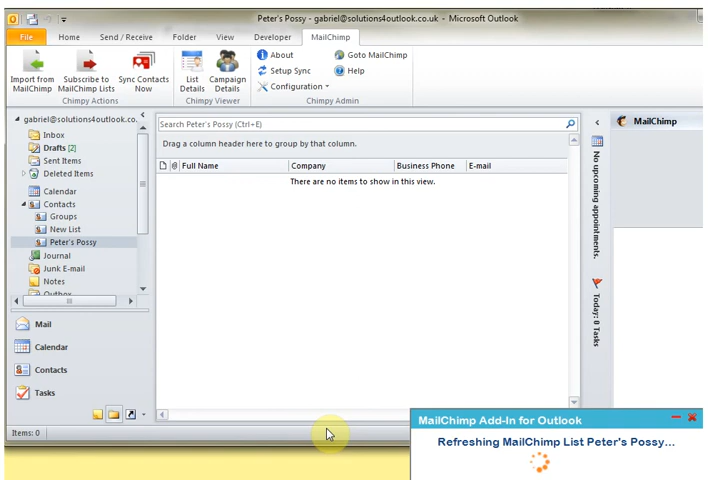 Peter's Possy - gabriel@solutions4outlook.co.uk - Microsoft Outlook
File Home Send / Receive Folder View Developer MailChimp
Import from MailChimp
Subscribe to MailChimp Lists
Sync Contacts Now
Chimpy Actions
List Details
Campaign Details
Chimpy Viewer
About
Setup Sync
Configuration
Goto MailChimp
Help
Chimpy Admin
gabriel@solutions4outlook.co.
Inbox
Drafts [2]
Sent Items
Deleted Items
Calendar
Contacts
Groups
New List
Peter's Possy
Journal
Junk E-mail
Notes
Outbox
Mail
Calendar
Contacts
Tasks
Items: 0
Search Peter's Possy (Ctrl+E)
Drag a column header here to group by that column.
Full Name Company Business Phone E-mail
There are no items to show in this view.
No upcoming appointments.
Today: 0 Tasks
MailChimp
MailChimp Add-In for Outlook
Refreshing MailChimp List Peter's Possy...